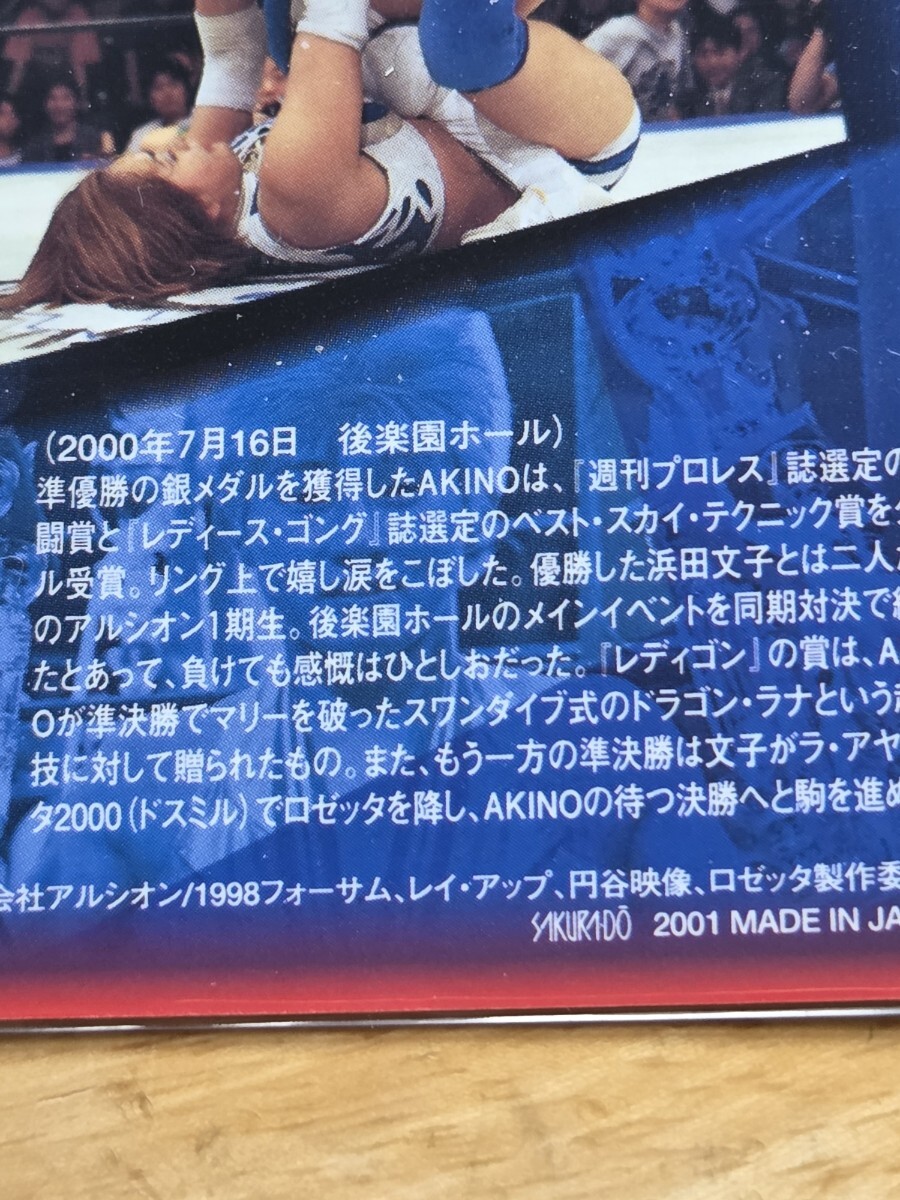 (2000年7月16日 後楽園ホール)
準優勝の銀メダルを獲得したAKINOは、『週刊プロレス』誌選定の
闘賞と『レディース・ゴング』誌選定のベスト・スカイ・テクニック賞を
ル受賞。リング上で嬉し涙をこぼした。優勝した浜田文子とは二人
のアルシオン1期生。後楽園ホールのメインイベントを同期対決で
たとあって、負けても感慨はひとしおだった。『レディゴン』の賞は、A
Oが準決勝でマリーを破ったスワンダイブ式のドラゴン・ラナという
技に対して贈られたもの。また、もう一方の準決勝は文子がラ・アヤ
タ2000(ドスミル)でロゼッタを降し、AKINOの待つ決勝へと駒を進め
会社アルシオン/1998フォーサム、レイ・アップ、円谷映像、ロゼッタ製作委
SAKURA-DŌ 2001 MADE IN JA